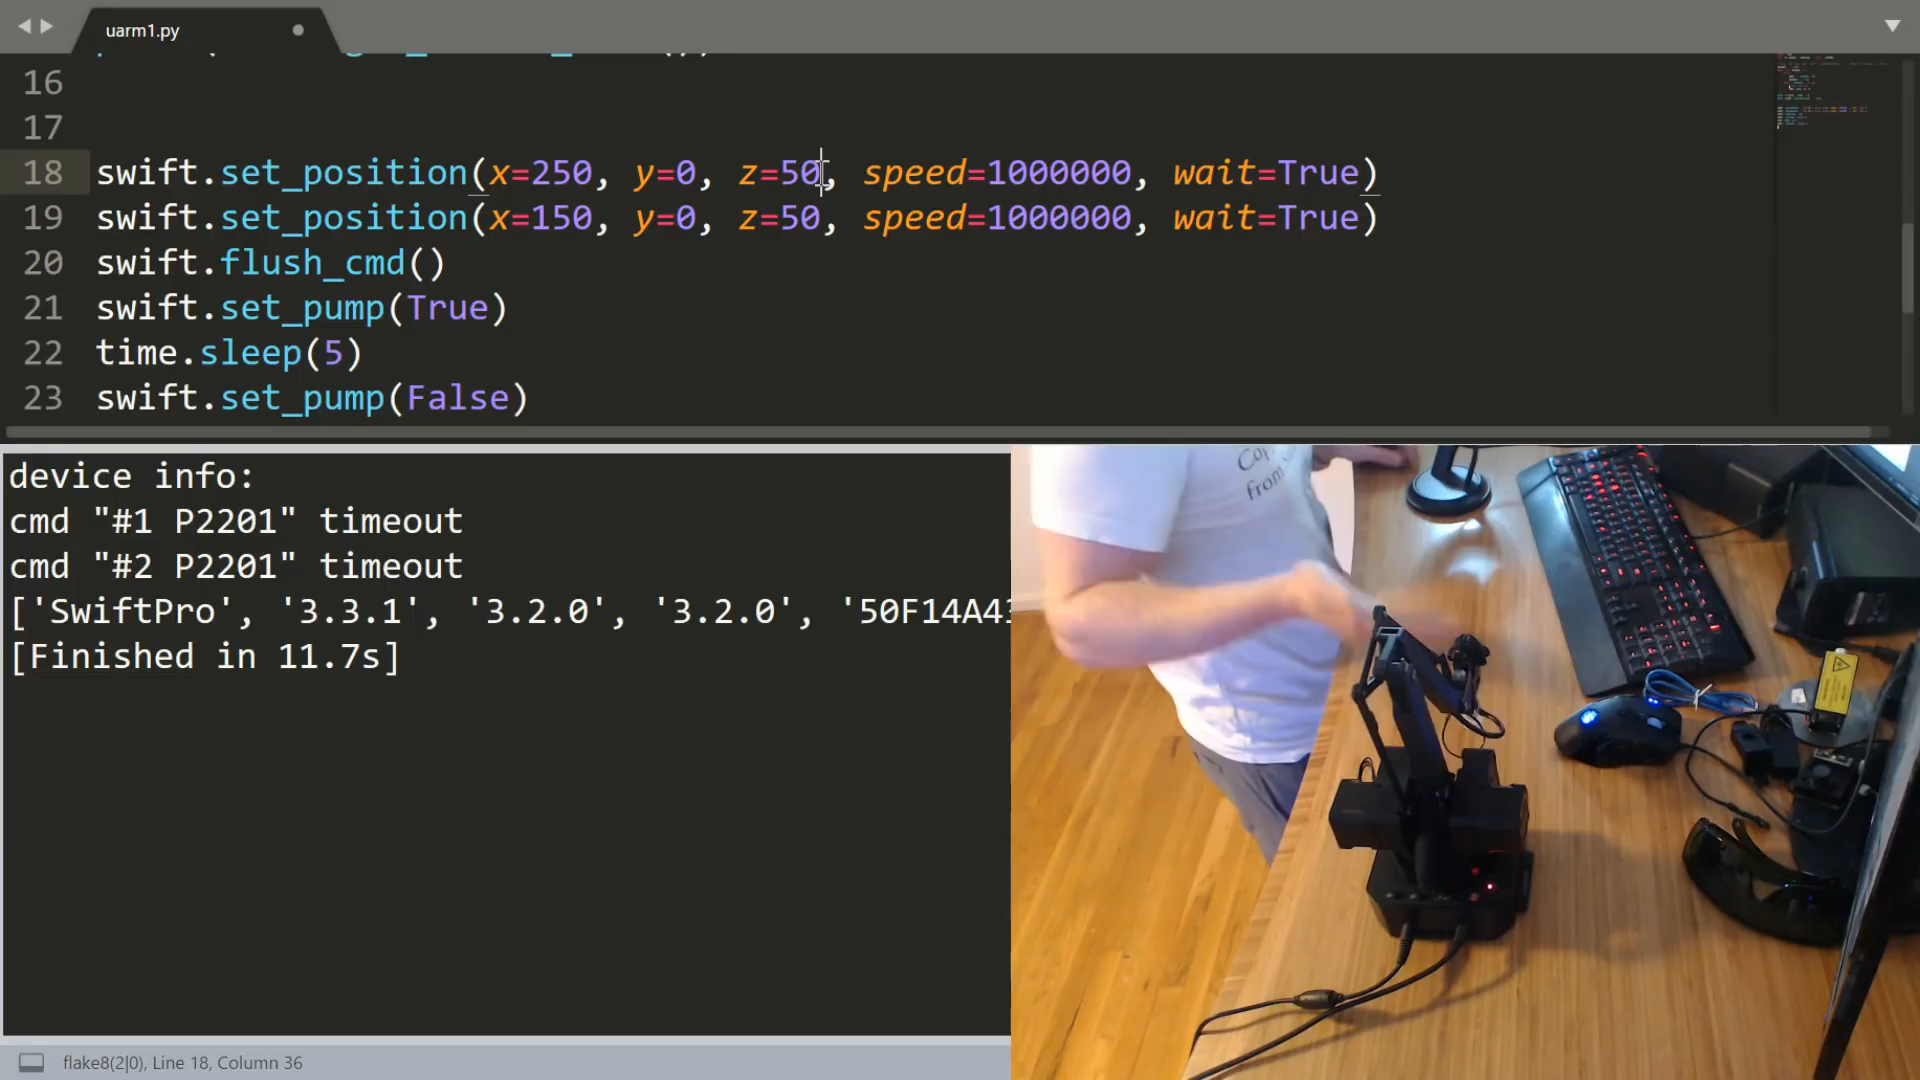 uarm1.py
16
17
18 swift.set_position(x=250, y=0, z=50, speed=1000000, wait=True)
19 swift.set_position(x=150, y=0, z=50, speed=1000000, wait=True)
20 swift.flush_cmd()
21 swift.set_pump(True)
22 time.sleep(5)
23 swift.set_pump(False)
device info:
cmd "#1 P2201" timeout
cmd "#2 P2201" timeout
['SwiftPro', '3.3.1', '3.2.0', '3.2.0', '50F14A4
[Finished in 11.7s]
from
flake8(2|0), Line 18, Column 36